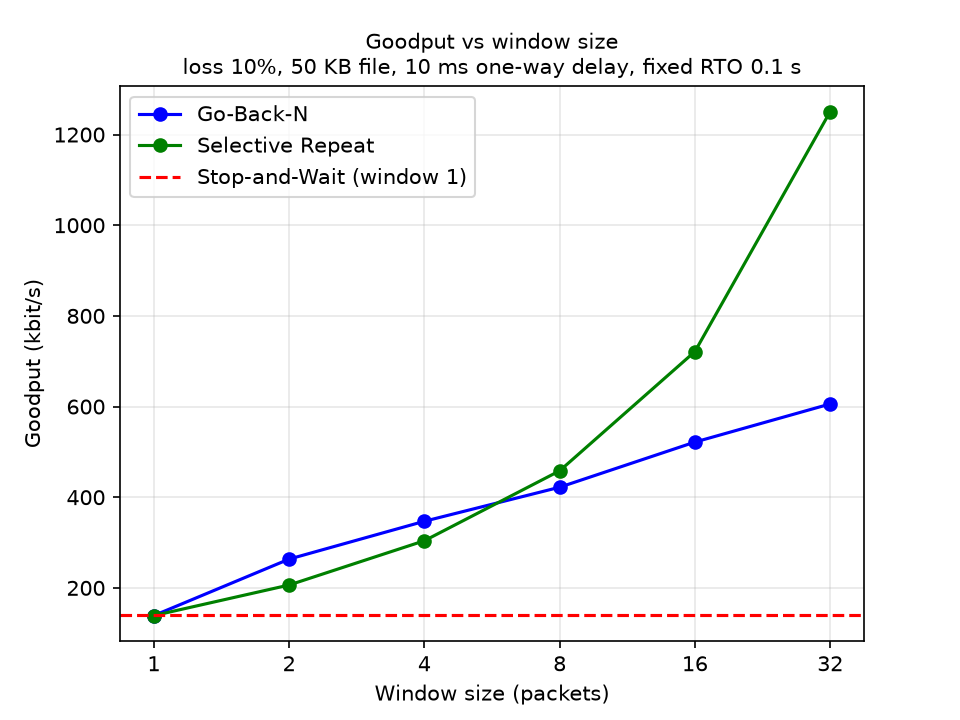 Goodput vs window size
loss 10%, 50 KB file, 10 ms one-way delay, fixed RTO 0.1 s
Go-Back-N
Selective Repeat
Stop-and-Wait (window 1)
Goodput (kbit/s)
1200
1000
800
600
400
200
1 2 4 8 16 32
Window size (packets)